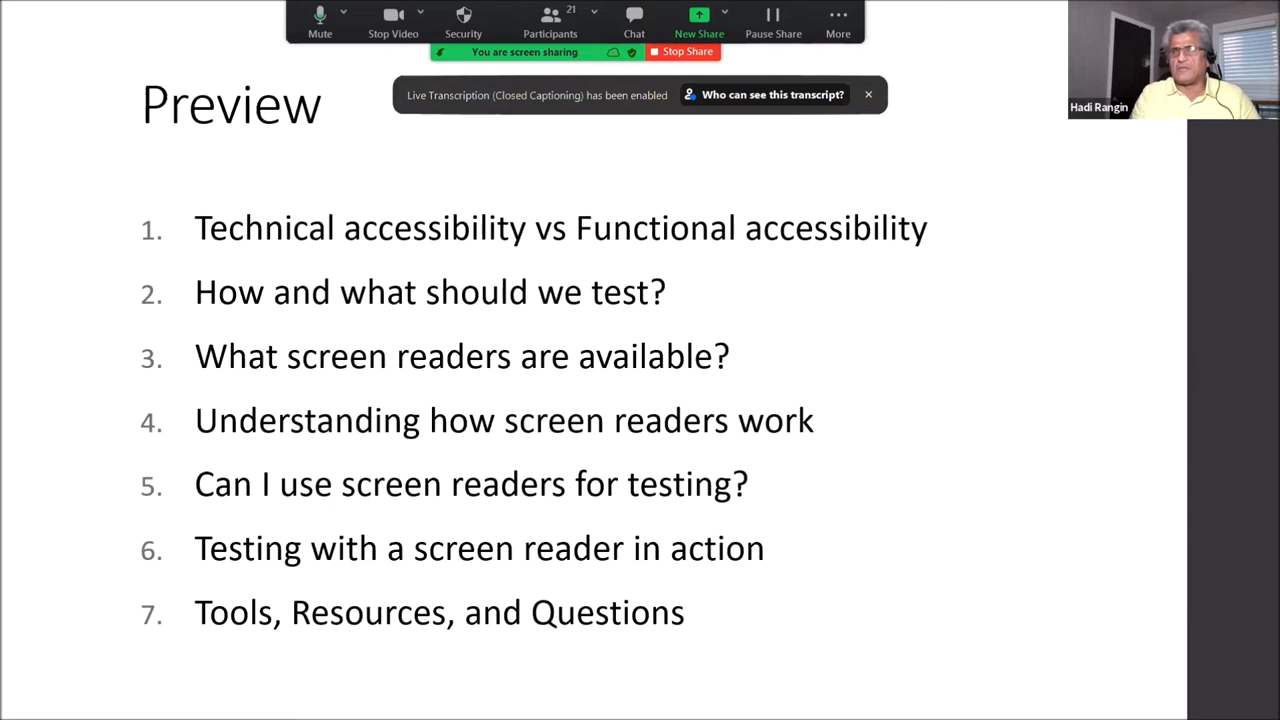 21
Mute
Stop Video
Security
Participants
Chat
New Share
Pause Share
More
You are screen sharing
Stop Share
Live Transcription (Closed Captioning) has been enabled
Who can see this transcript?
Hadi Rangin
Preview
1. Technical accessibility vs Functional accessibility
2. How and what should we test?
3. What screen readers are available?
4. Understanding how screen readers work
5. Can I use screen readers for testing?
6. Testing with a screen reader in action
7. Tools, Resources, and Questions